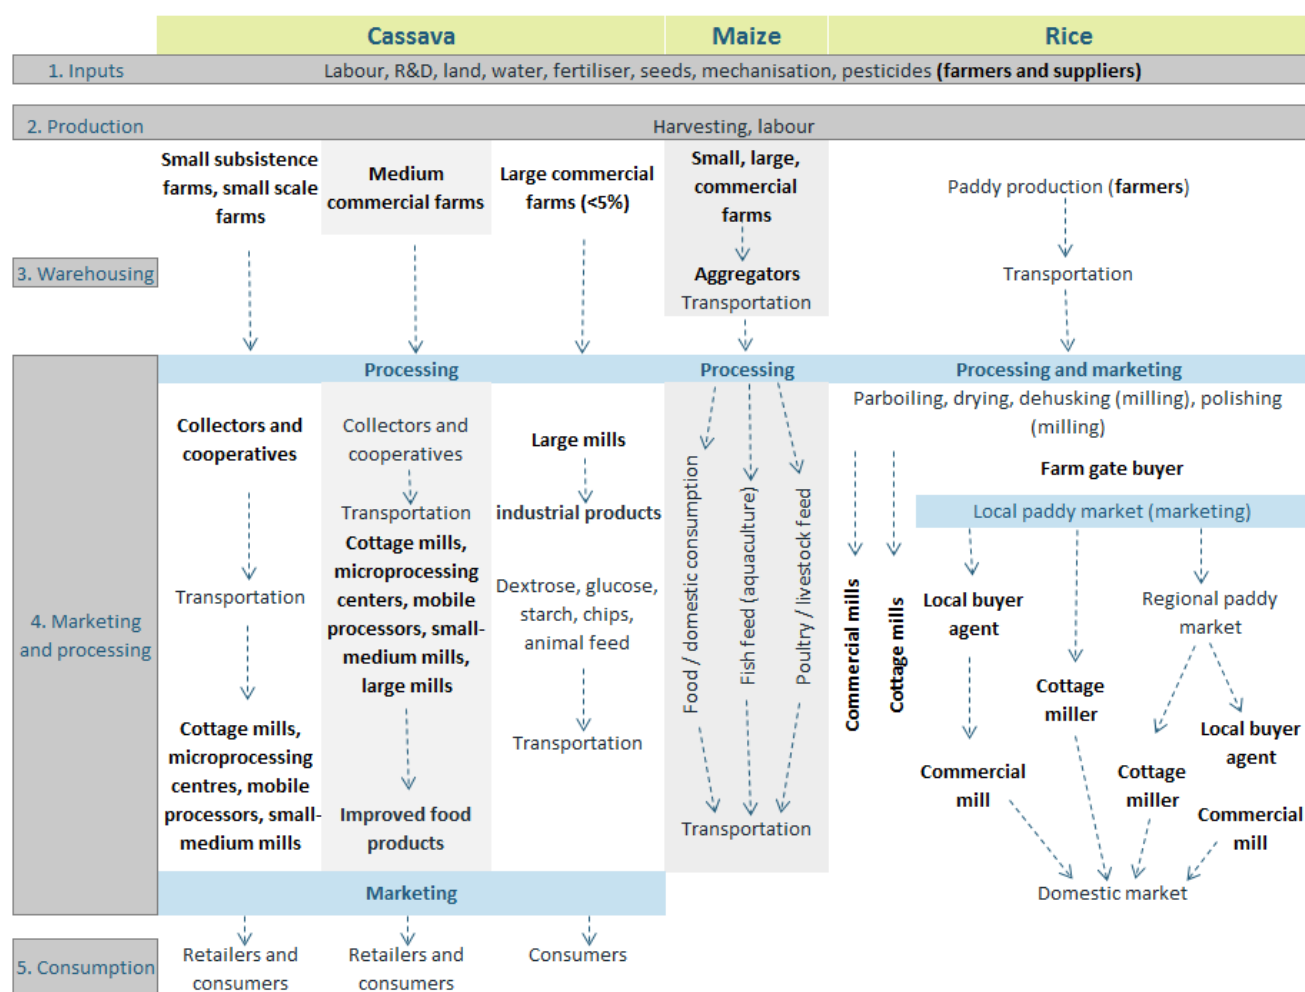 Cassava
Maize
Rice
1. Inputs
Labour, R&D, land, water, fertiliser, seeds, mechanisation, pesticides (farmers and suppliers)
2. Production
Harvesting, labour
Small subsistence
farms, small scale
farms
Medium
commercial farms
Large commercial
farms (<5%)
Small, large,
commercial
farms
Paddy production (farmers)
3. Warehousing
Aggregators
Transportation
Transportation
4. Marketing
and processing
Processing
Processing
Processing and marketing
Collectors and
cooperatives
Transportation
Cottage mills,
microprocessing
centres, mobile
processors, small-
medium mills
Collectors and
cooperatives
Transportation
Cottage mills,
microprocessing
centers, mobile
processors, small-
medium mills,
large mills
Improved food
products
Large mills
industrial products
Dextrose, glucose,
starch, chips,
animal feed
Transportation
Food / domestic consumption
Fish feed (aquaculture)
Poultry / livestock feed
Transportation
Parboiling, drying, dehusking (milling), polishing
(milling)
Farm gate buyer
Local paddy market (marketing)
Commercial mills
Cottage mills
Local buyer
agent
Commercial
mill
Cottage
miller
Regional paddy
market
Cottage
miller
Local buyer
agent
Commercial
mill
Domestic market
Marketing
5. Consumption
Retailers and
consumers
Retailers and
consumers
Consumers